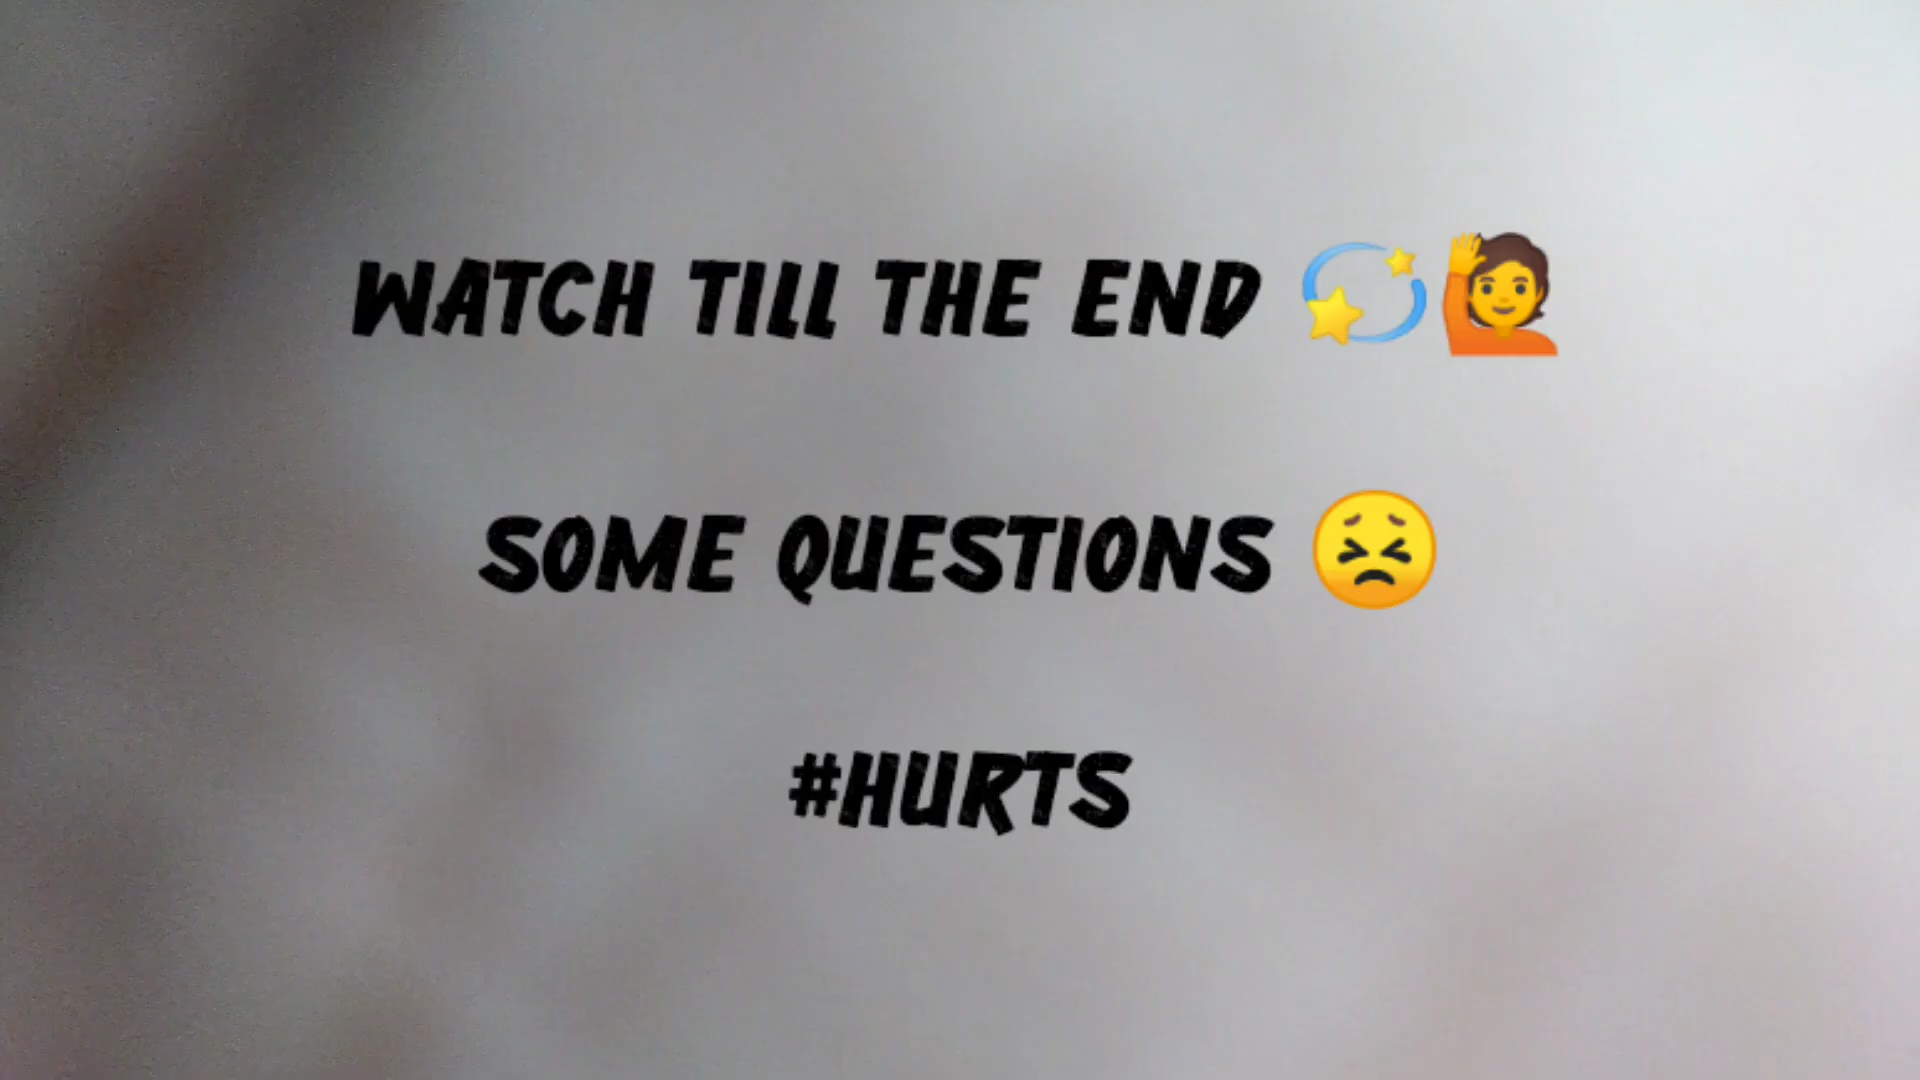 WATCH TILL THE END 💫🙋
SOME QUESTIONS 😣
#HURTS